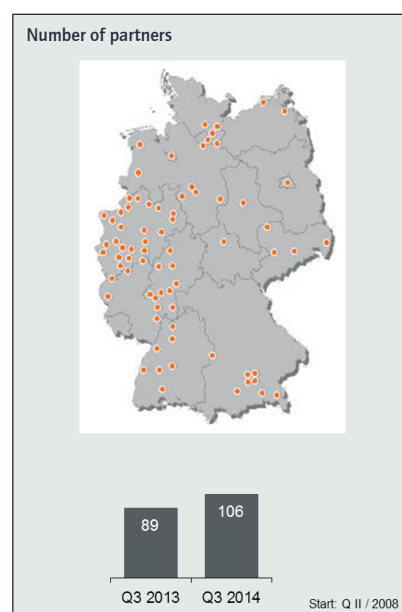 Number of partners
89
106
Q3 2013
Q3 2014
Start: Q II / 2008